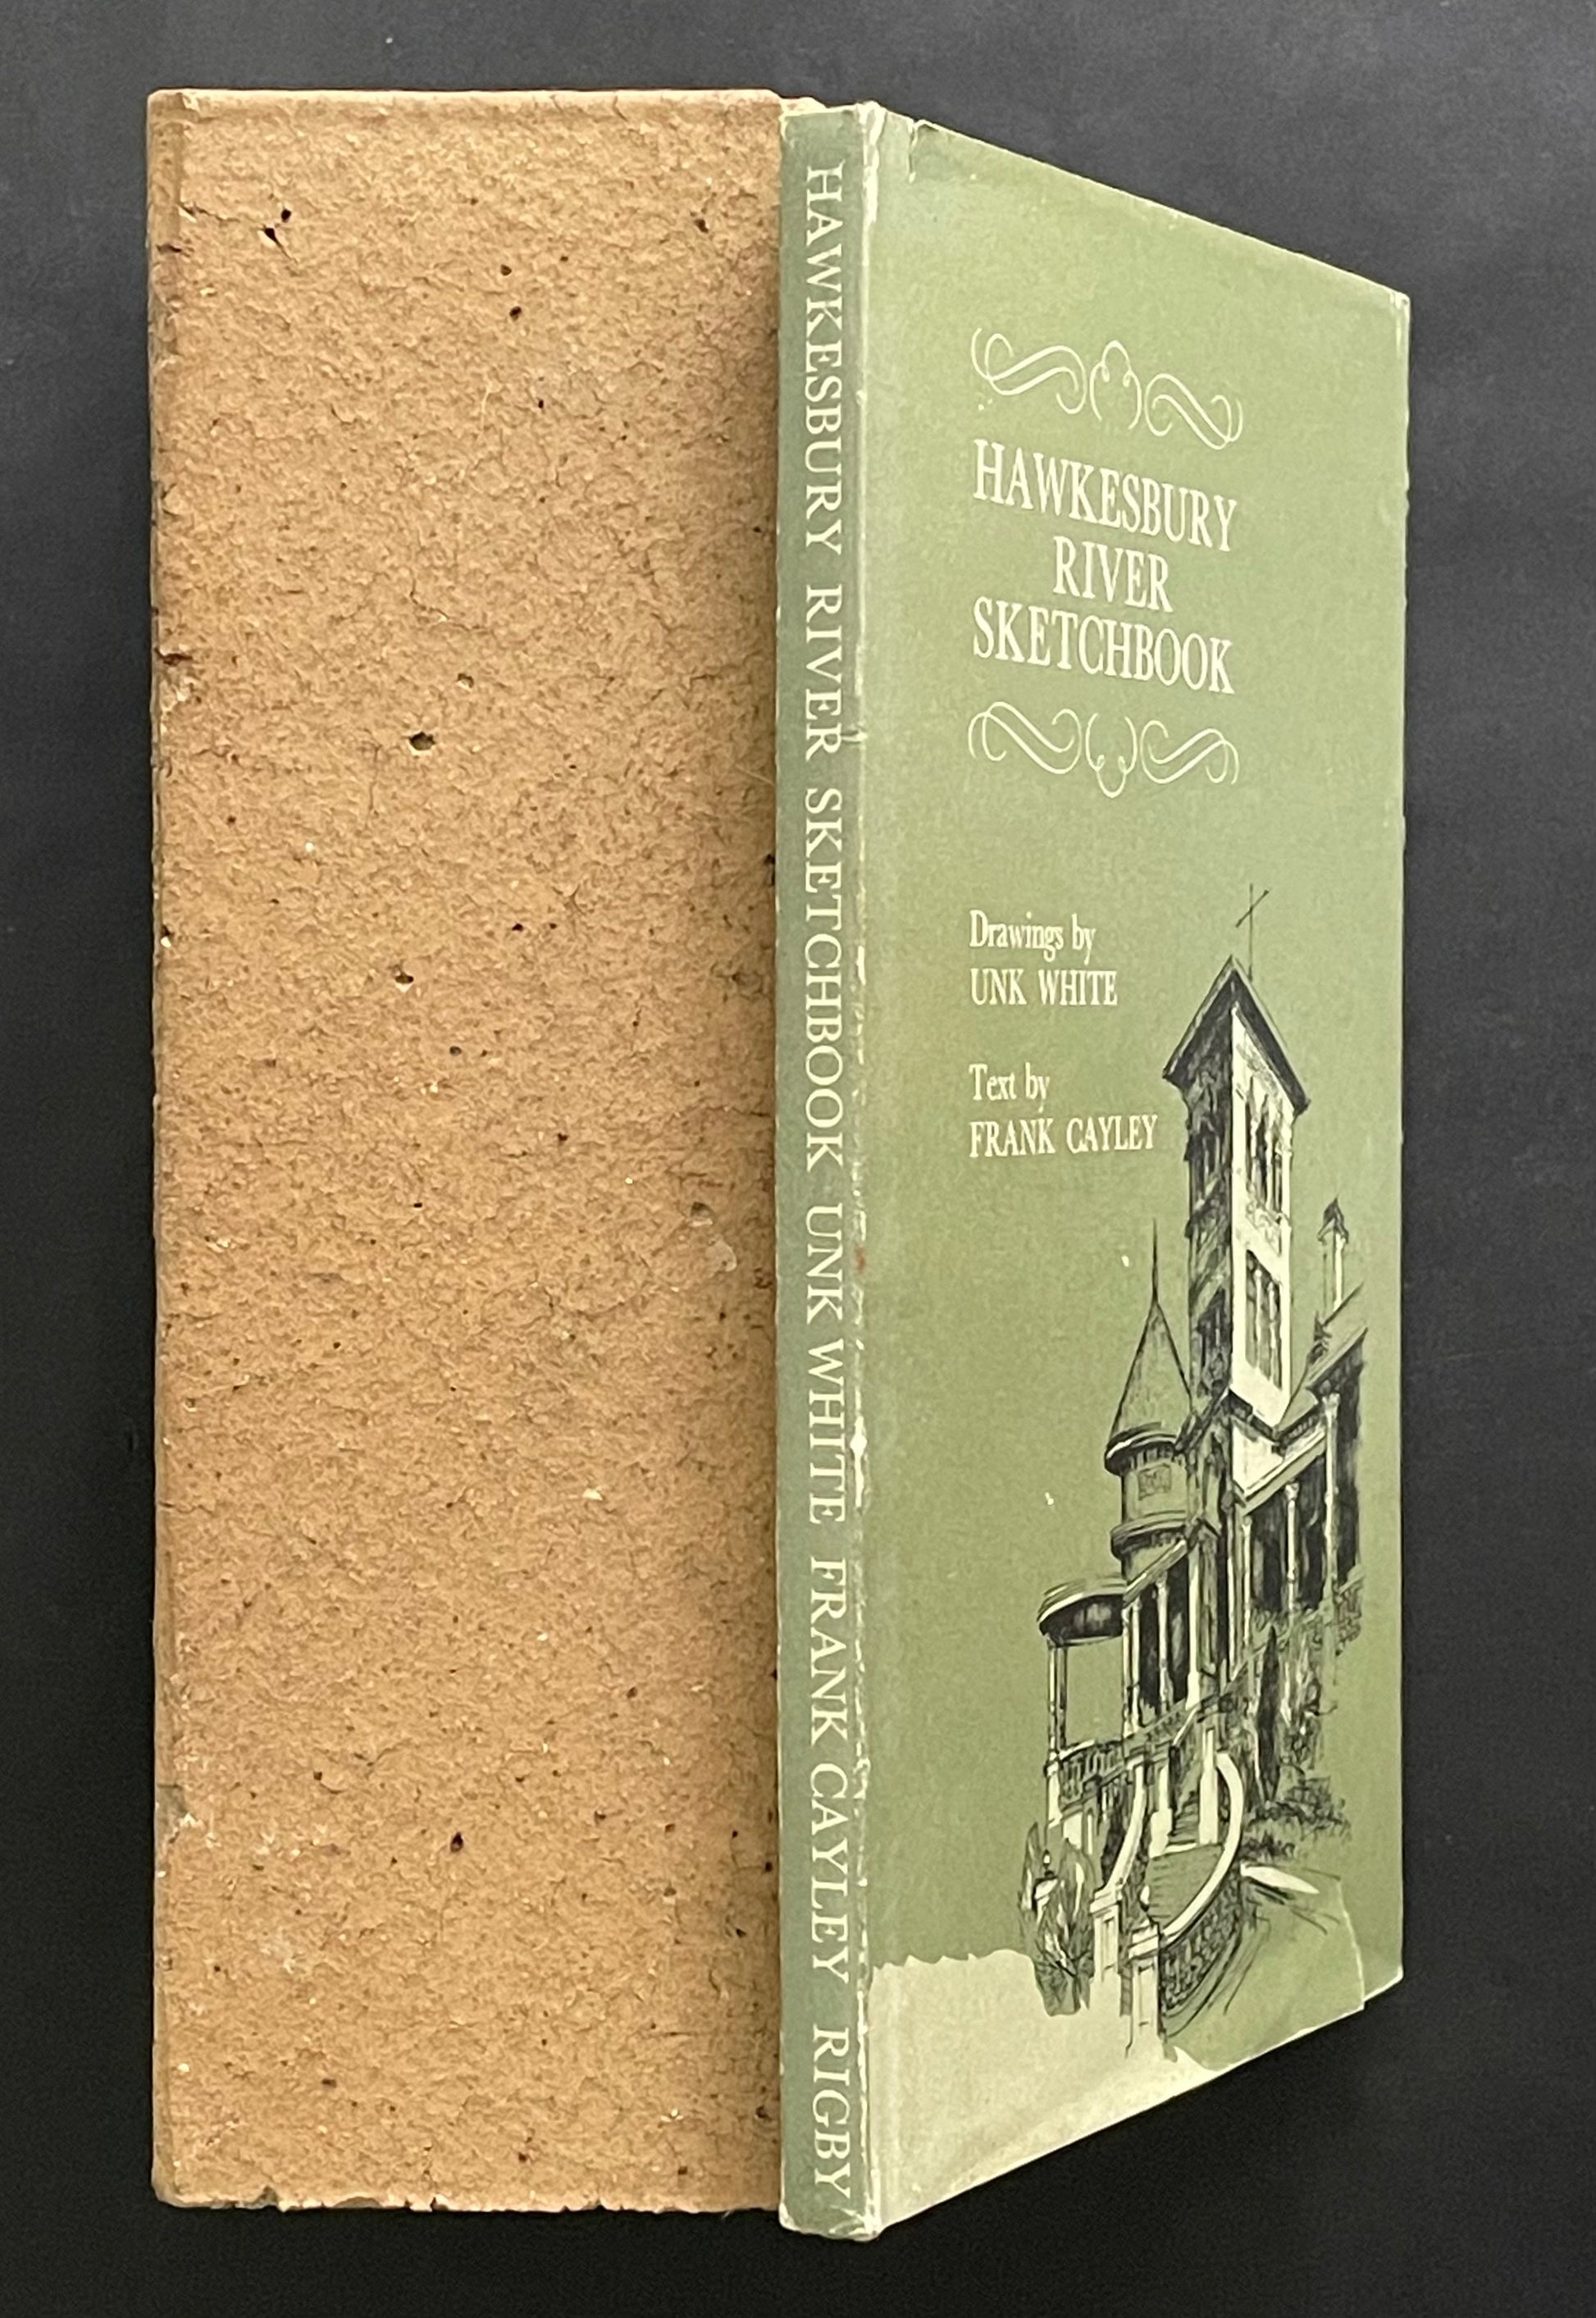 HAWKESBURY RIVER SKETCHBOOK UNK WHITE FRANK CAYLEY RIGBY
HAWKESBURY
RIVER
SKETCHBOOK
Drawings by
UNK WHITE
Text by
FRANK CAYLEY